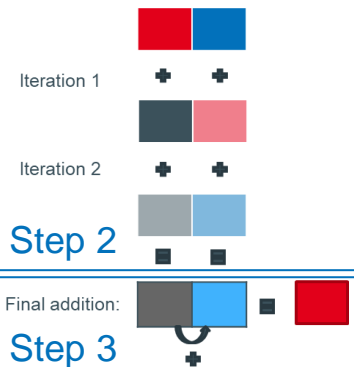 Iteration 1
Iteration 2
Step 2
Final addition:
Step 3